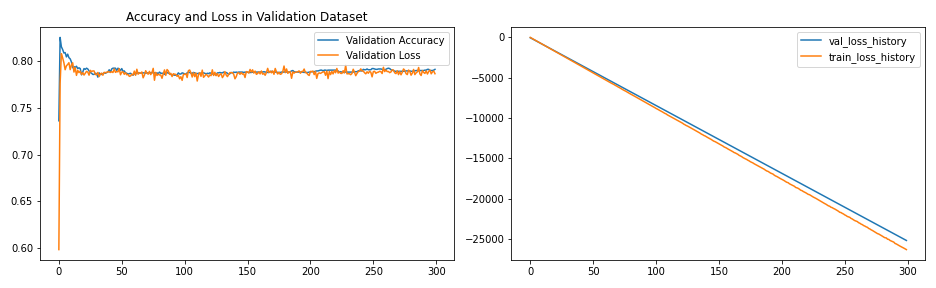 Accuracy and Loss in Validation Dataset
Validation Accuracy
Validation Loss
0.80
0.75
0.70
0.65
0.60
0 50 100 150 200 250 300
val_loss_history
train_loss_history
0
−5000
−10000
−15000
−20000
−25000
0 50 100 150 200 250 300